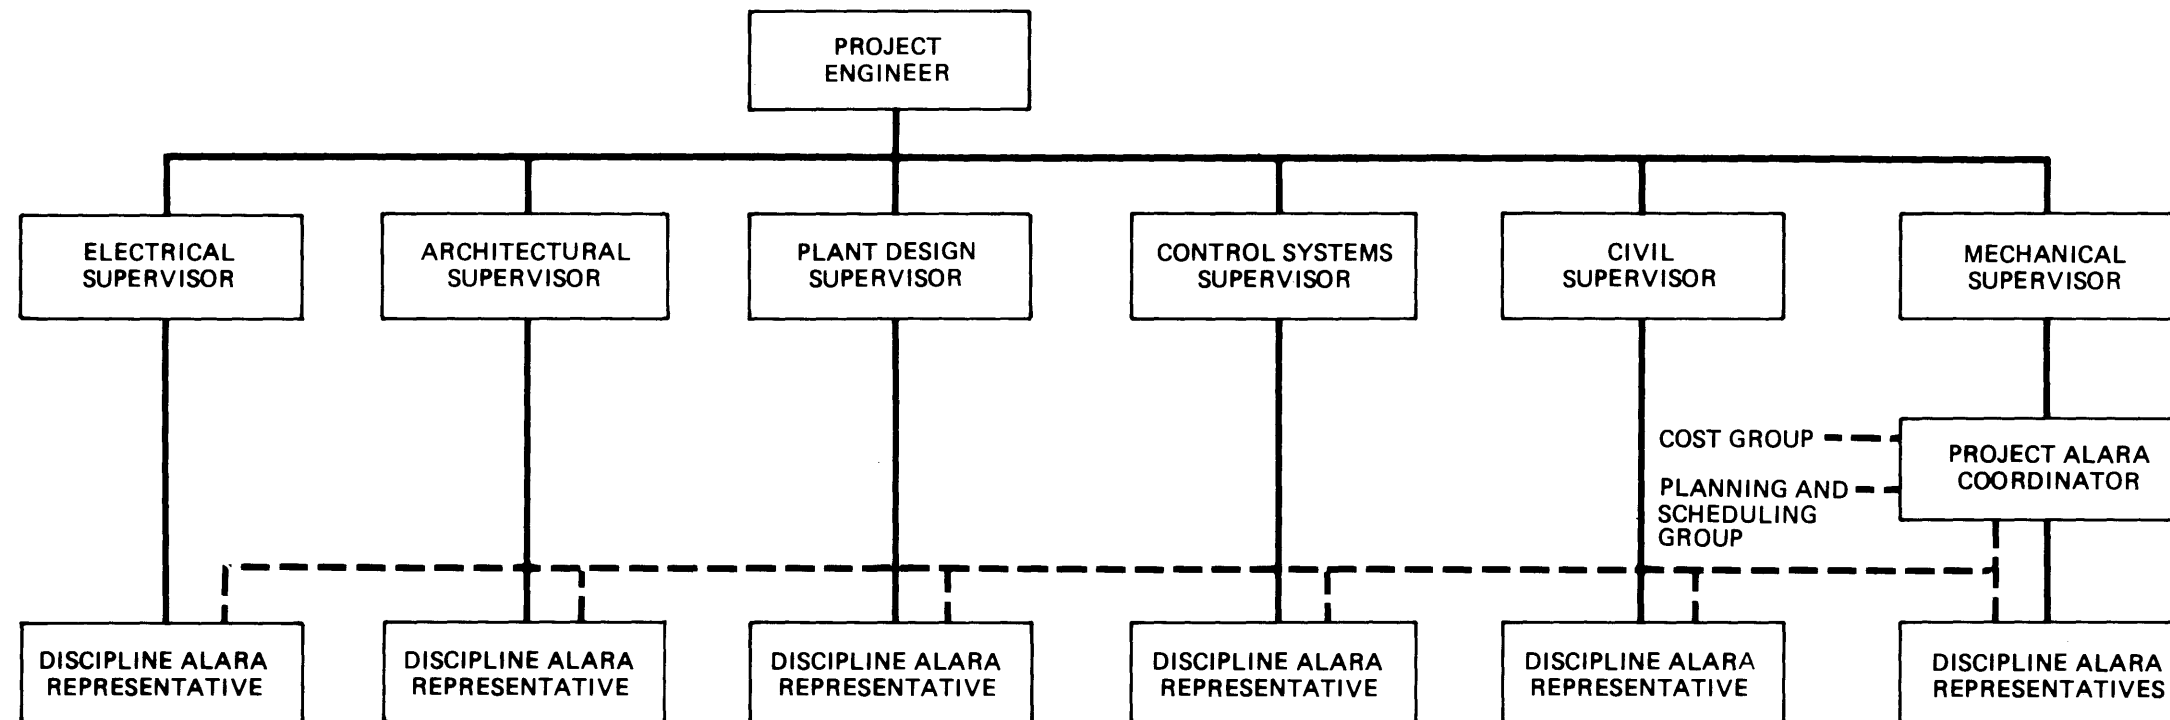 PROJECT
ENGINEER
ELECTRICAL
SUPERVISOR
ARCHITECTURAL
SUPERVISOR
PLANT DESIGN
SUPERVISOR
CONTROL SYSTEMS
SUPERVISOR
CIVIL
SUPERVISOR
MECHANICAL
SUPERVISOR
COST GROUP
PLANNING AND
SCHEDULING
GROUP
PROJECT ALARA
COORDINATOR
DISCIPLINE ALARA
REPRESENTATIVE
DISCIPLINE ALARA
REPRESENTATIVE
DISCIPLINE ALARA
REPRESENTATIVE
DISCIPLINE ALARA
REPRESENTATIVE
DISCIPLINE ALARA
REPRESENTATIVE
DISCIPLINE ALARA
REPRESENTATIVES